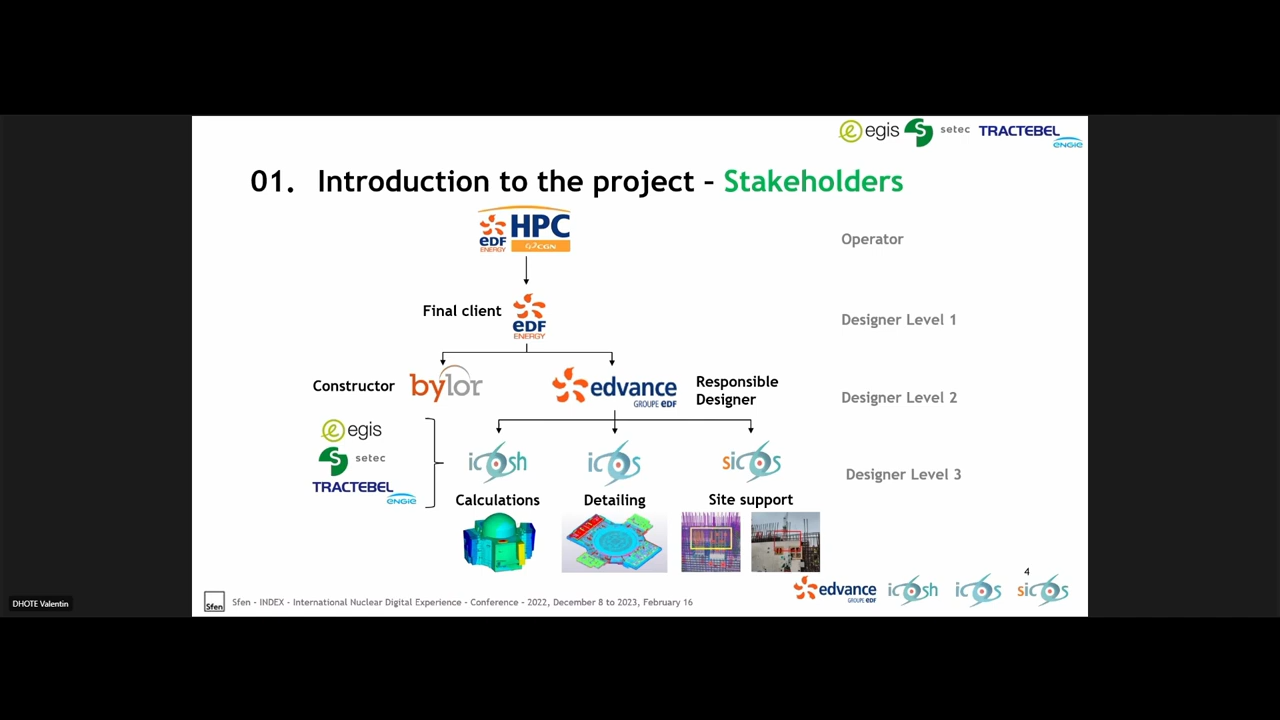 egis setec TRACTEBEL
ENGIE
01. Introduction to the project – Stakeholders
HPC
eDF
ENERGY
CGN
Operator
Final client
eDF
ENERGY
Designer Level 1
Constructor
bylor
edvance
GROUPE eDF
Responsible
Designer
Designer Level 2
egis
setec
TRACTEBEL
ENGIE
icosh
icos
sicos
Designer Level 3
Calculations
Detailing
Site support
4
Sfen
Sfen - INDEX - International Nuclear Digital Experience - Conference - 2022, December 8 to 2023, February 16
edvance
GROUPE eDF
icosh
icos
sicos
DHOTE Valentin